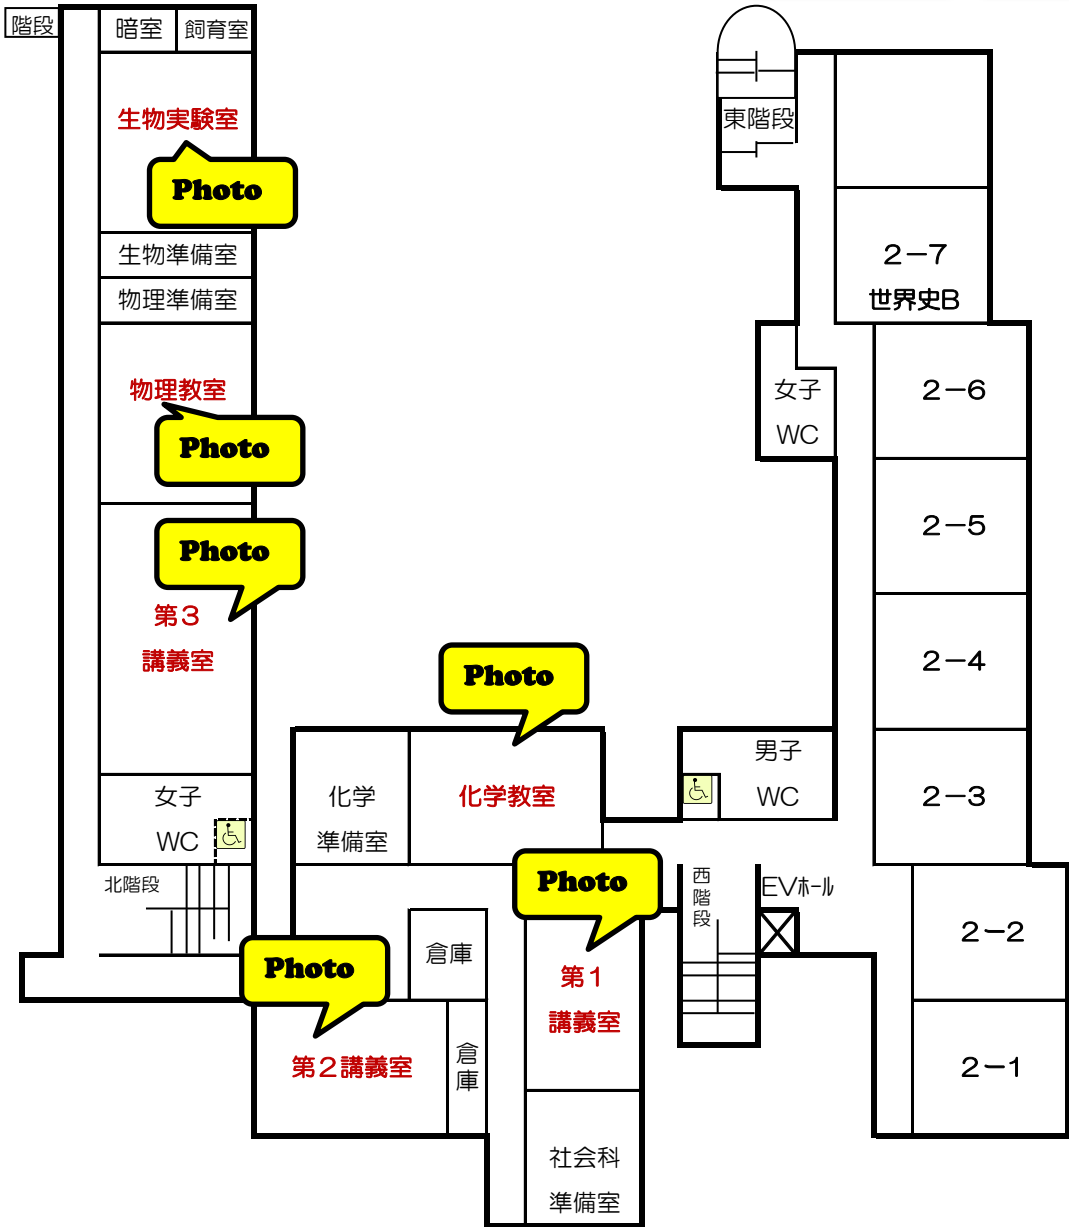 階段
暗室
飼育室
生物実験室
Photo
生物準備室
物理準備室
物理教室
Photo
Photo
第３
講義室
女子
WC
北階段
Photo
化学
準備室
化学教室
Photo
倉庫
Photo
第２講義室
倉庫
第１
講義室
社会科
準備室
西階段
EVﾎｰﾙ
男子
WC
東階段
女子
WC
２－７
世界史B
２－６
２－５
２－４
２－３
２－２
２－１